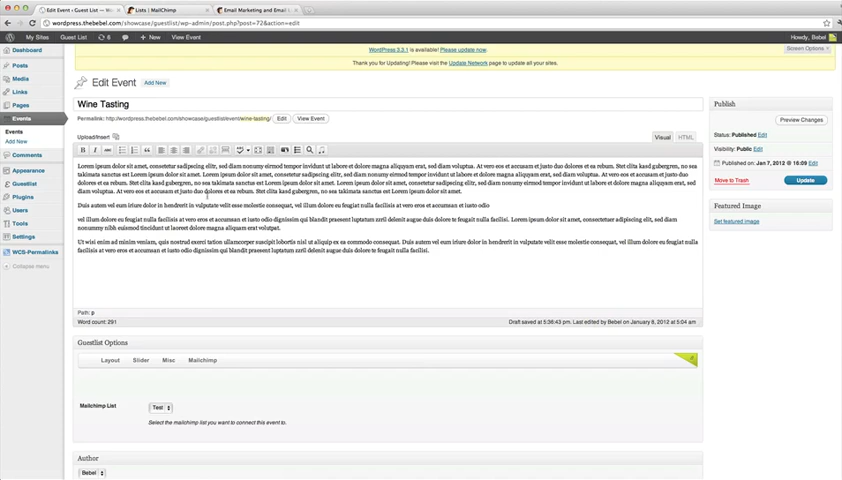 Edit Event ‹ Guest List — W
Lists | MailChimp
Email Marketing and Email L
wordpress.thebebel.com/showcase/guestlist/wp-admin/post.php?post=72&action=edit
My Sites Guest List 6 + New View Event Howdy, Bebel
WordPress 3.3.1 is available! Please update now.
Screen Options
Thank you for Updating! Please visit the Update Network page to update all your sites.
Dashboard
Posts
Media
Links
Pages
Events
Events
Add New
Comments
Appearance
Guestlist
Plugins
Users
Tools
Settings
WCS-Permalinks
Collapse menu
Edit Event Add New
Wine Tasting
Permalink: http://wordpress.thebebel.com/showcase/guestlist/event/wine-tasting/ Edit View Event
Upload/Insert Visual HTML
B I ABC
Lorem ipsum dolor sit amet, consetetur sadipscing elitr, sed diam nonumy eirmod tempor invidunt ut labore et dolore magna aliquyam erat, sed diam voluptua. At vero eos et accusam et justo duo dolores et ea rebum. Stet clita kasd gubergren, no sea
takimata sanctus est Lorem ipsum dolor sit amet. Lorem ipsum dolor sit amet, consetetur sadipscing elitr, sed diam nonumy eirmod tempor invidunt ut labore et dolore magna aliquyam erat, sed diam voluptua. At vero eos et accusam et justo duo
dolores et ea rebum. Stet clita kasd gubergren, no sea takimata sanctus est Lorem ipsum dolor sit amet. Lorem ipsum dolor sit amet, consetetur sadipscing elitr, sed diam nonumy eirmod tempor invidunt ut labore et dolore magna aliquyam erat, sed
diam voluptua. At vero eos et accusam et justo duo dolores et ea rebum. Stet clita kasd gubergren, no sea takimata sanctus est Lorem ipsum dolor sit amet.
Duis autem vel eum iriure dolor in hendrerit in vulputate velit esse molestie consequat, vel illum dolore eu feugiat nulla facilisis at vero eros et accumsan et iusto odio
vel illum dolore eu feugiat nulla facilisis at vero eros et accumsan et iusto odio dignissim qui blandit praesent luptatum zzril delenit augue duis dolore te feugait nulla facilisi. Lorem ipsum dolor sit amet, consectetuer adipiscing elit, sed diam
nonummy nibh euismod tincidunt ut laoreet dolore magna aliquam erat volutpat.
Ut wisi enim ad minim veniam, quis nostrud exerci tation ullamcorper suscipit lobortis nisl ut aliquip ex ea commodo consequat. Duis autem vel eum iriure dolor in hendrerit in vulputate velit esse molestie consequat, vel illum dolore eu feugiat nulla
facilisis at vero eros et accumsan et iusto odio dignissim qui blandit praesent luptatum zzril delenit augue duis dolore te feugait nulla facilisi.
Path: p
Word count: 291 Draft saved at 5:36:43 pm. Last edited by Bebel on January 8, 2012 at 5:04 am
Guestlist Options
Layout Slider Misc Mailchimp
Mailchimp List Test
Select the mailchimp list you want to connect this event to.
Author
Bebel
Publish
Preview Changes
Status: Published Edit
Visibility: Public Edit
Published on: Jan 7, 2012 @ 16:09 Edit
Move to Trash Update
Featured Image
Set featured image